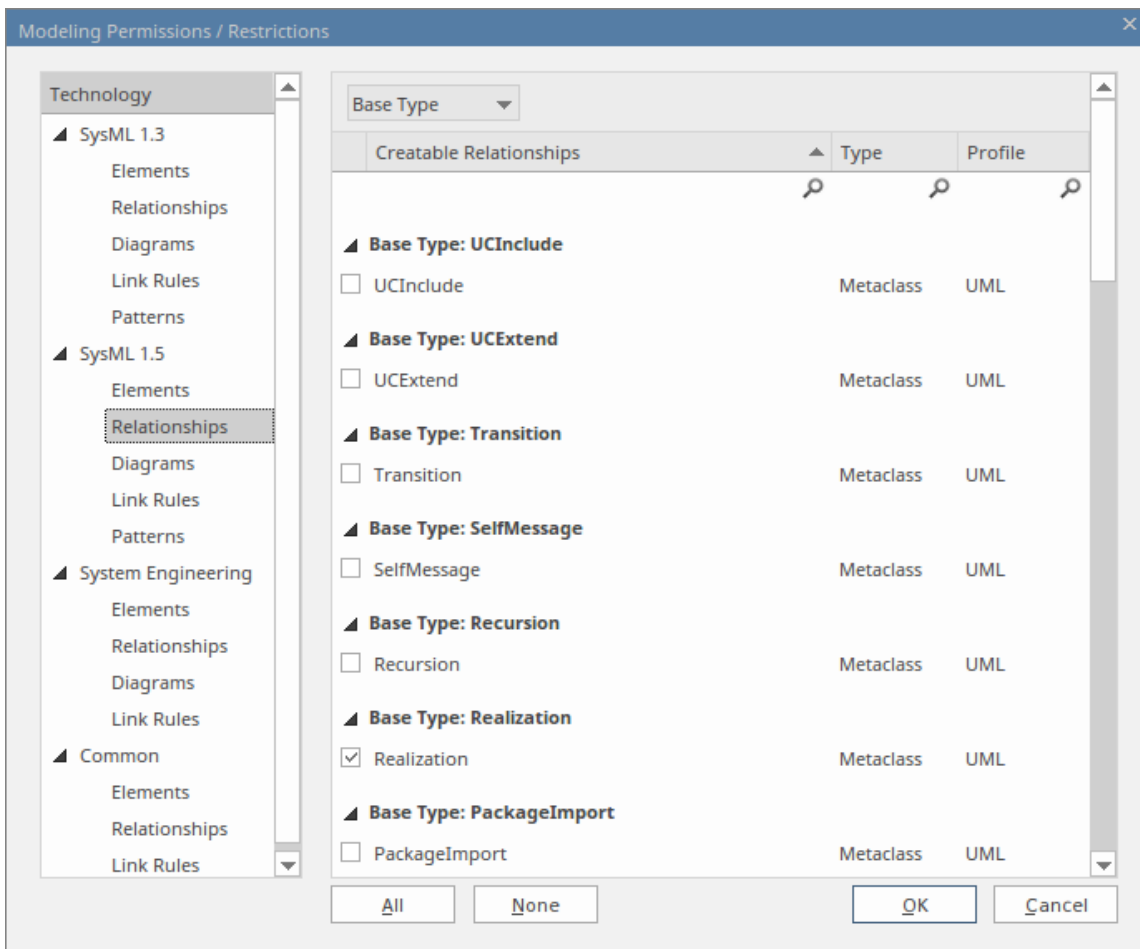 Modeling Permissions / Restrictions
Technology
SysML 1.3
Elements
Relationships
Diagrams
Link Rules
Patterns
SysML 1.5
Elements
Relationships
Diagrams
Link Rules
Patterns
System Engineering
Elements
Relationships
Diagrams
Link Rules
Common
Elements
Relationships
Link Rules
Base Type
Creatable Relationships Type Profile
Base Type: UCInclude
UCInclude Metaclass UML
Base Type: UCExtend
UCExtend Metaclass UML
Base Type: Transition
Transition Metaclass UML
Base Type: SelfMessage
SelfMessage Metaclass UML
Base Type: Recursion
Recursion Metaclass UML
Base Type: Realization
Realization Metaclass UML
Base Type: PackageImport
PackageImport Metaclass UML
All None OK Cancel